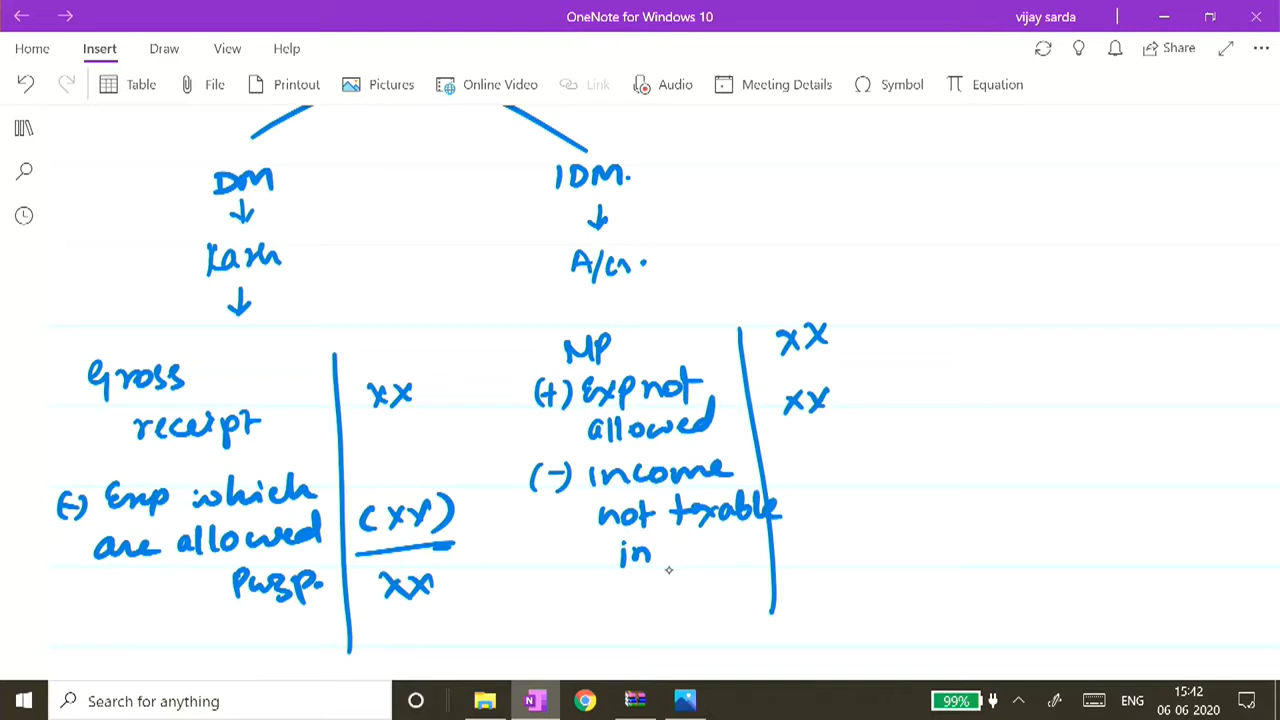 OneNote for Windows 10
vijay sarda
Home Insert Draw View Help
Share
Table File Printout Pictures Online Video Link Audio Meeting Details Symbol Equation
DM
IDM.
Kash
A/cn.
Gross
receipt
xx
(-) Exp which
are allowed
PGBP.
(xx)
xx
NP
xx
(+) Exp not
allowed
xx
(-) income
not taxable
in
Search for anything
99%
ENG
15:42
06-06-2020